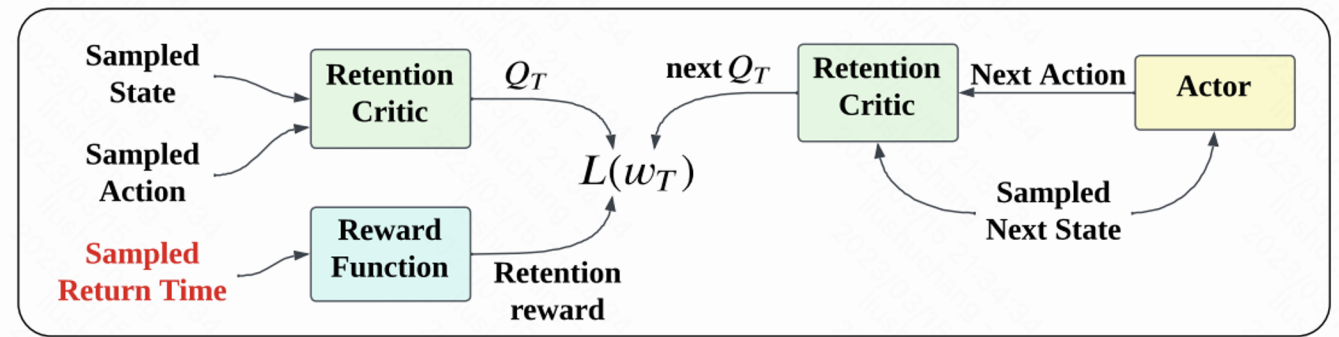 Sampled
State
Sampled
Action
Sampled
Return Time
Retention
Critic
Reward
Function
Q_T
Retention
reward
L(w_T)
next Q_T
Retention
Critic
Next Action
Actor
Sampled
Next State